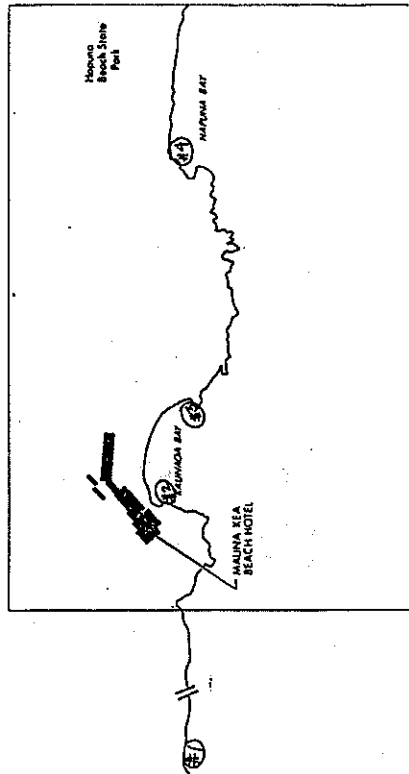 Hapuna
Beach State
Park
HAPUNA BAY
#4
#3
KAUNAOA BAY
#2
MAUNA KEA
BEACH HOTEL
#1